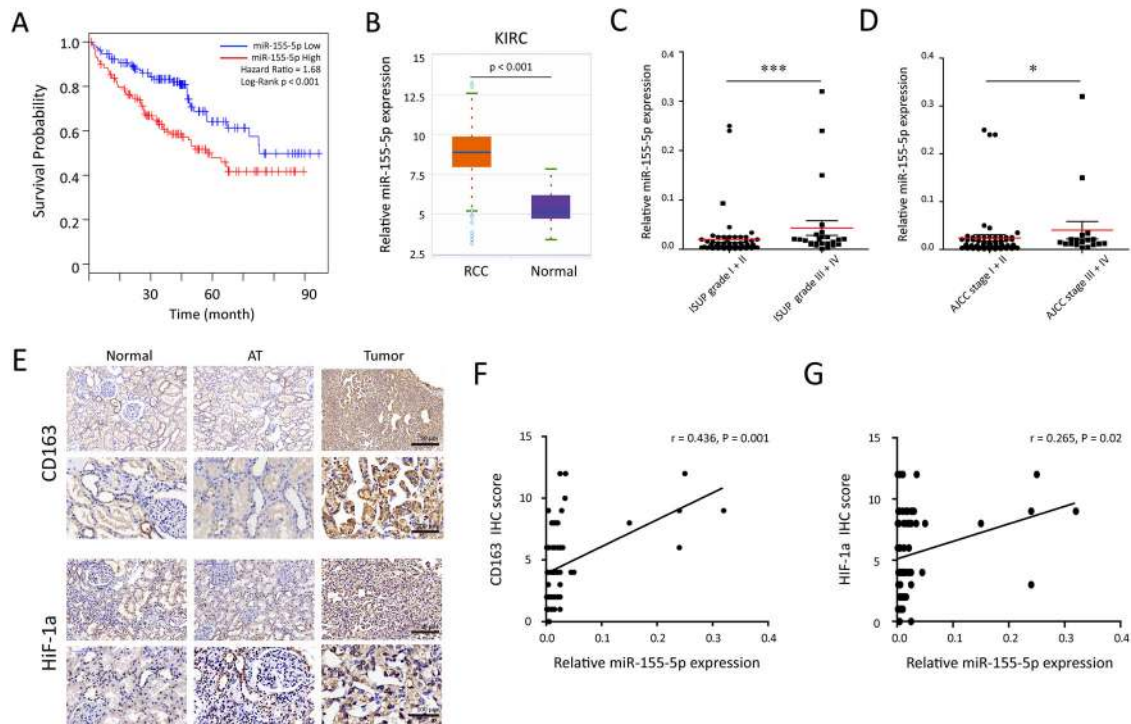 A
1.0
0.8
0.6
0.4
0.2
0
Survival Probability
miR-155-5p Low
miR-155-5p High
Hazard Ratio = 1.68
Log-Rank p < 0.001
30
60
90
Time (month)
B
KIRC
p < 0.001
Relative miR-155-5p expression
15
12.5
10
7.5
5
2.5
RCC
Normal
C
Relative miR-155-5p expression
0.4
0.3
0.2
0.1
0.0
***
ISUP grade I + II
ISUP grade III + IV
D
Relative miR-155-5p expression
0.4
0.3
0.2
0.1
0.0
*
AJCC stage I + II
AJCC stage III + IV
E
Normal
AT
Tumor
CD163
HiF-1a
F
r = 0.436, P = 0.001
CD163 IHC score
15
10
5
0
0.0
0.1
0.2
0.3
0.4
Relative miR-155-5p expression
G
r = 0.265, P = 0.02
HIF-1a IHC score
15
10
5
0
0.0
0.1
0.2
0.3
0.4
Relative miR-155-5p expression